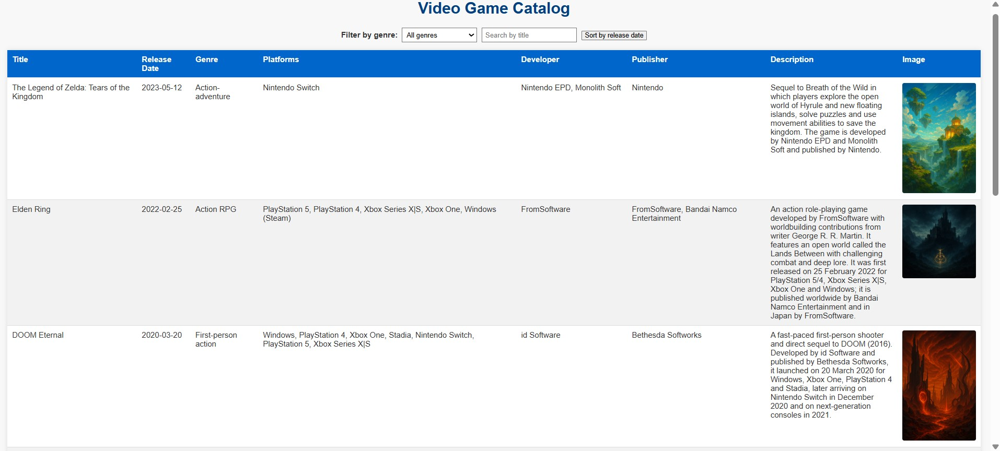 Video Game Catalog
Filter by genre: All genres Search by title Sort by release date
Title Release Date Genre Platforms Developer Publisher Description Image
The Legend of Zelda: Tears of the
Kingdom
2023-05-12
Action-
adventure
Nintendo Switch
Nintendo EPD, Monolith Soft
Nintendo
Sequel to Breath of the Wild in
which players explore the open
world of Hyrule and new floating
islands, solve puzzles and use
movement abilities to save the
kingdom. The game is developed
by Nintendo EPD and Monolith
Soft and published by Nintendo.
Elden Ring
2022-02-25
Action RPG
PlayStation 5, PlayStation 4, Xbox Series X|S, Xbox One, Windows
(Steam)
FromSoftware
FromSoftware, Bandai Namco
Entertainment
An action role-playing game
developed by FromSoftware with
worldbuilding contributions from
writer George R. R. Martin. It
features an open world called the
Lands Between with challenging
combat and deep lore. It was first
released on 25 February 2022 for
PlayStation 5/4, Xbox Series X|S,
Xbox One and Windows; it is
published worldwide by Bandai
Namco Entertainment and in
Japan by FromSoftware.
DOOM Eternal
2020-03-20
First-person
action
Windows, PlayStation 4, Xbox One, Stadia, Nintendo Switch,
PlayStation 5, Xbox Series X|S
id Software
Bethesda Softworks
A fast-paced first-person shooter
and direct sequel to DOOM (2016).
Developed by id Software and
published by Bethesda Softworks,
it launched on 20 March 2020 for
Windows, Xbox One, PlayStation 4
and Stadia, later arriving on
Nintendo Switch in December
2020 and on next-generation
consoles in 2021.